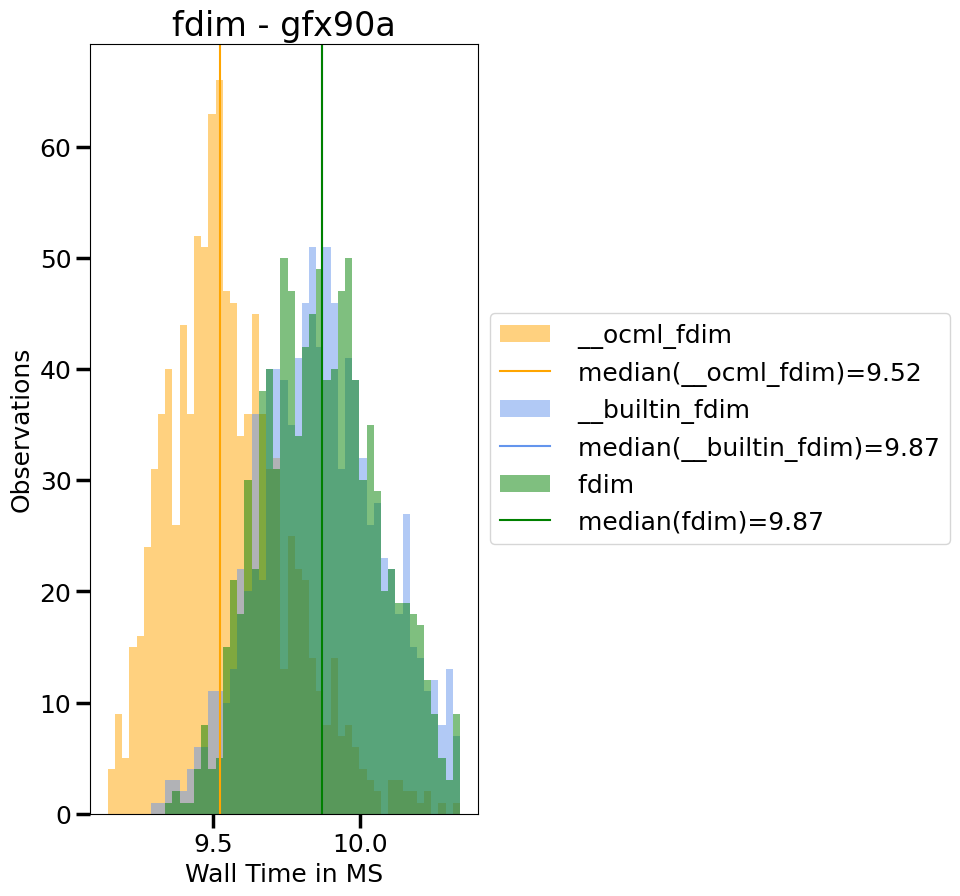 fdim - gfx90a
Observations
60
50
40
30
20
10
0
9.5
10.0
Wall Time in MS
__ocml_fdim
median(__ocml_fdim)=9.52
__builtin_fdim
median(__builtin_fdim)=9.87
fdim
median(fdim)=9.87